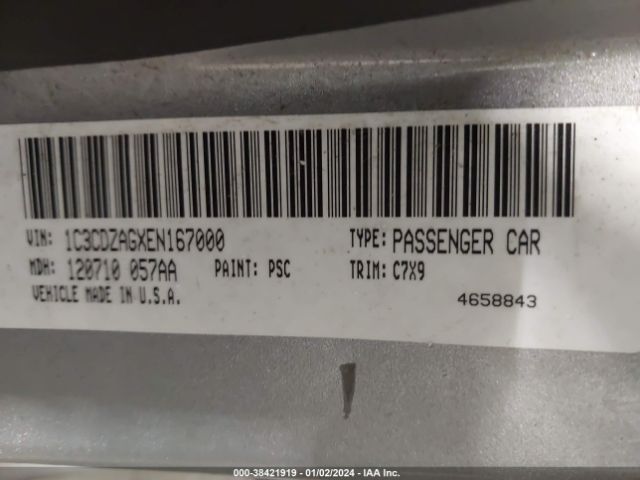 VIN: 1C3CDZAGXEN167000 TYPE: PASSENGER CAR
MDH: 120710 057AA PAINT: PSC TRIM: C7X9
VEHICLE MADE IN U.S.A. 4658843
000-38421919 - 01/02/2024 - IAA Inc.